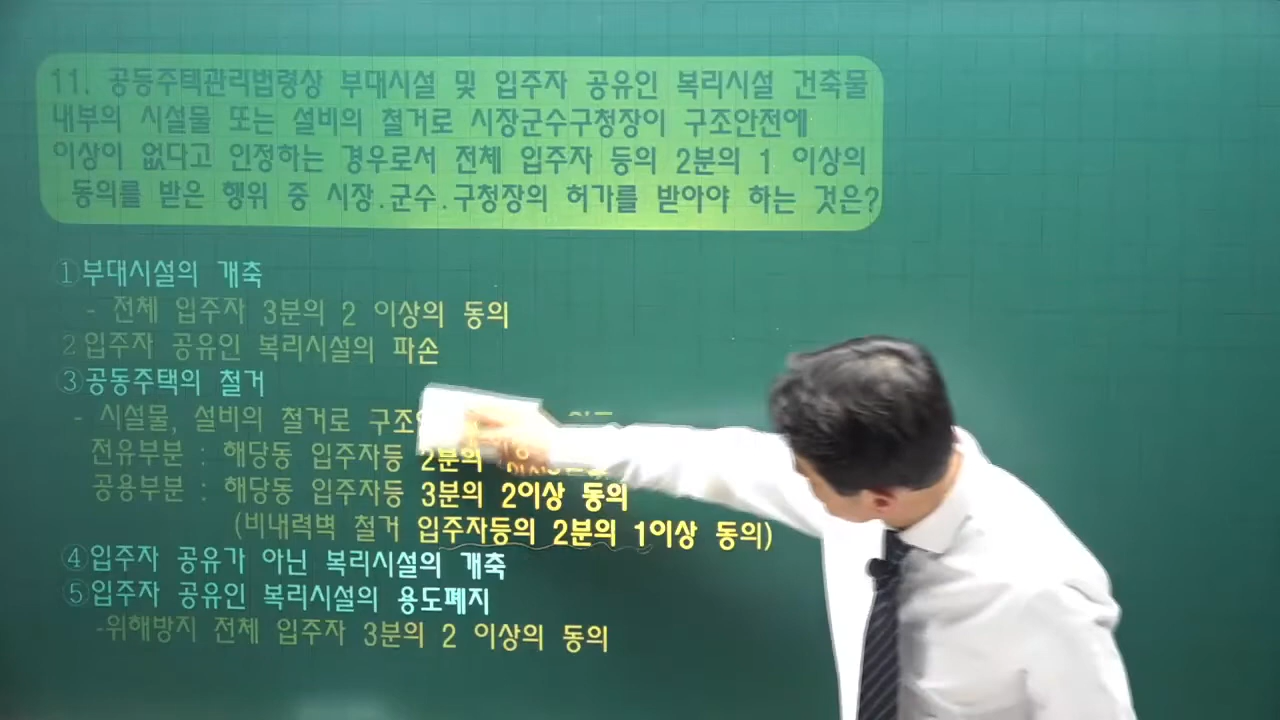 11. 공동주택관리법령상 부대시설 및 입주자 공유인 복리시설 건축물
내부의 시설물 또는 설비의 철거로 시장군수구청장이 구조안전에
이상이 없다고 인정하는 경우로서 전체 입주자 등의 2분의 1 이상의
동의를 받은 행위 중 시장.군수.구청장의 허가를 받아야 하는 것은?
①부대시설의 개축
- 전체 입주자 3분의 2 이상의 동의
2입주자 공유인 복리시설의 파손
③공동주택의 철거
- 시설물, 설비의 철거로
전유부분 : 해당동 입주자등 2분의
공용부분 : 해당동 입주자등 3분의 2이상 동의
(비내력벽 철거 입주자등의 2분의 1이상 동의)
④입주자 공유가 아닌 복리시설의 개축
⑤입주자 공유인 복리시설의 용도폐지
-위해방지 전체 입주자 3분의 2 이상의 동의